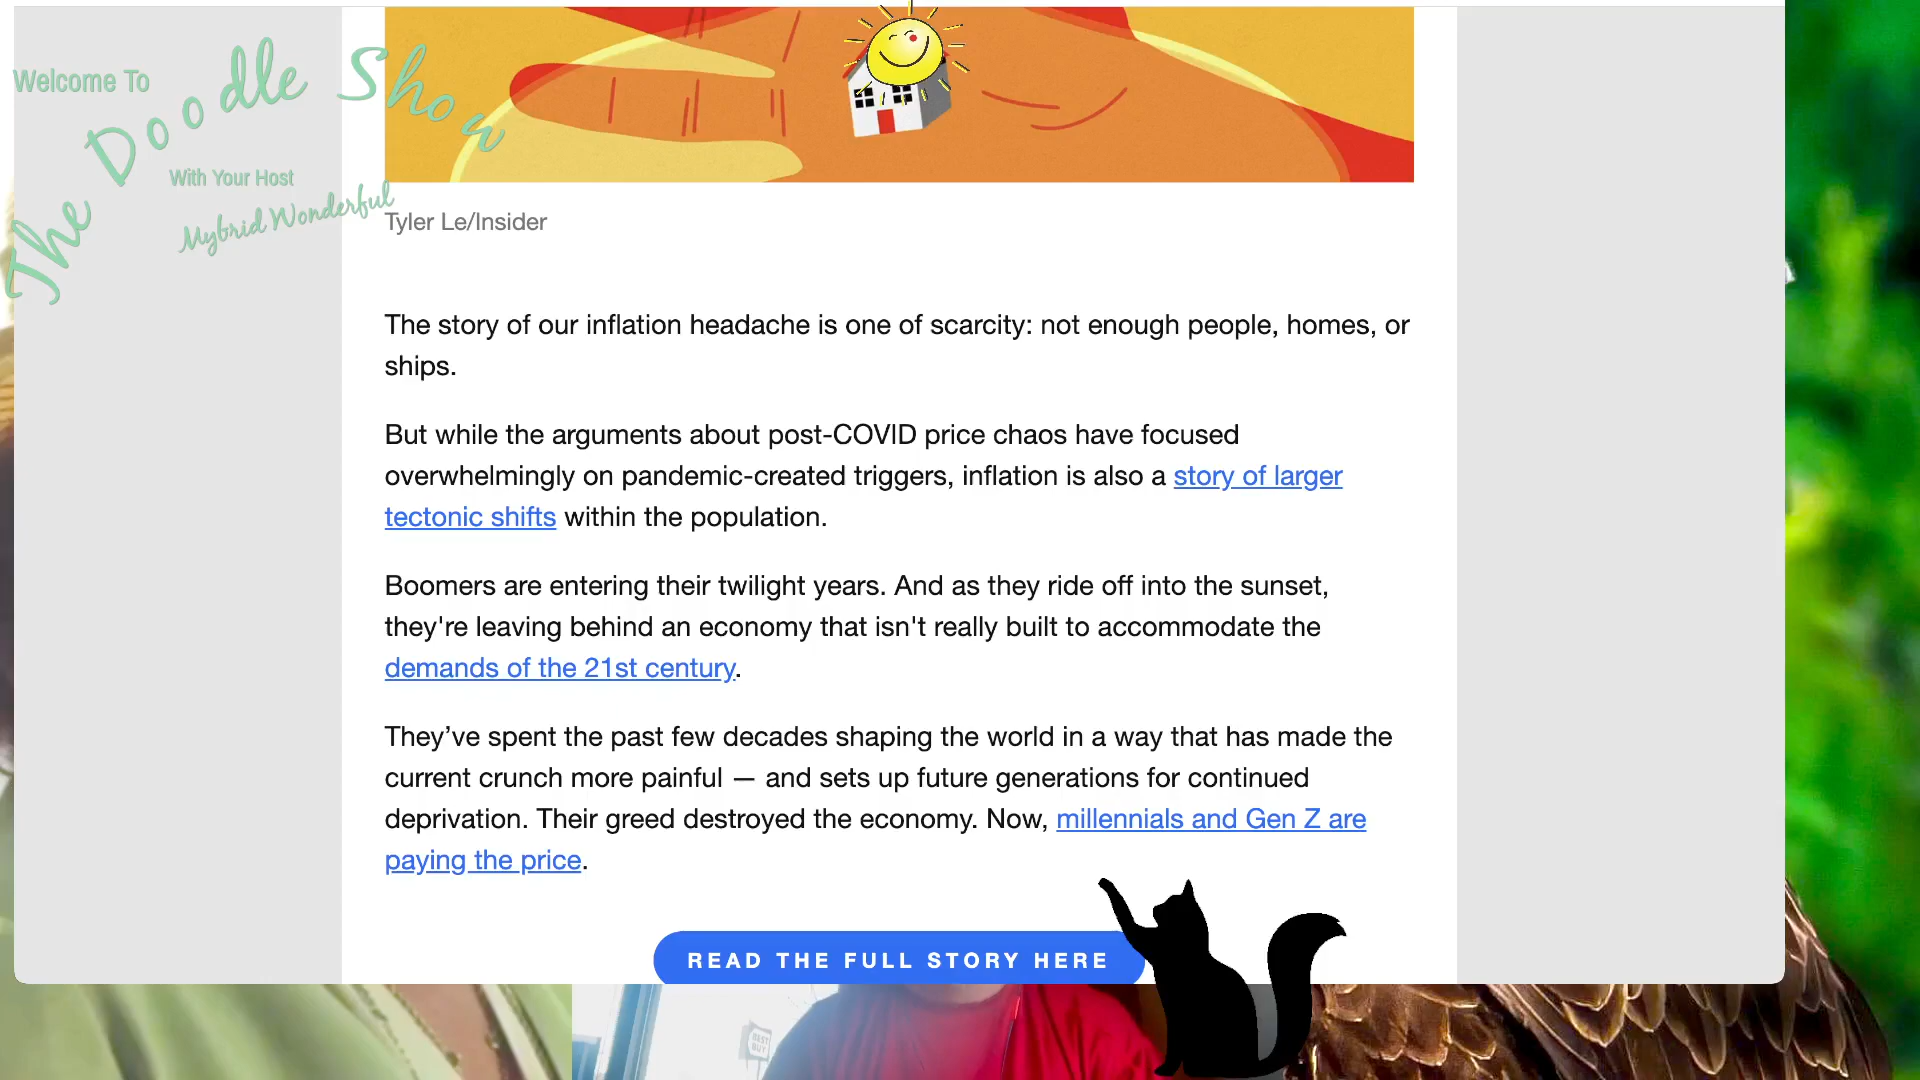 Welcome To
The Doodle Show
With Your Host
Mybrid Wonderful
Tyler Le/Insider
The story of our inflation headache is one of scarcity: not enough people, homes, or
ships.
But while the arguments about post-COVID price chaos have focused
overwhelmingly on pandemic-created triggers, inflation is also a story of larger
tectonic shifts within the population.
Boomers are entering their twilight years. And as they ride off into the sunset,
they're leaving behind an economy that isn't really built to accommodate the
demands of the 21st century.
They’ve spent the past few decades shaping the world in a way that has made the
current crunch more painful — and sets up future generations for continued
deprivation. Their greed destroyed the economy. Now, millennials and Gen Z are
paying the price.
READ THE FULL STORY HERE
BEST
BUY